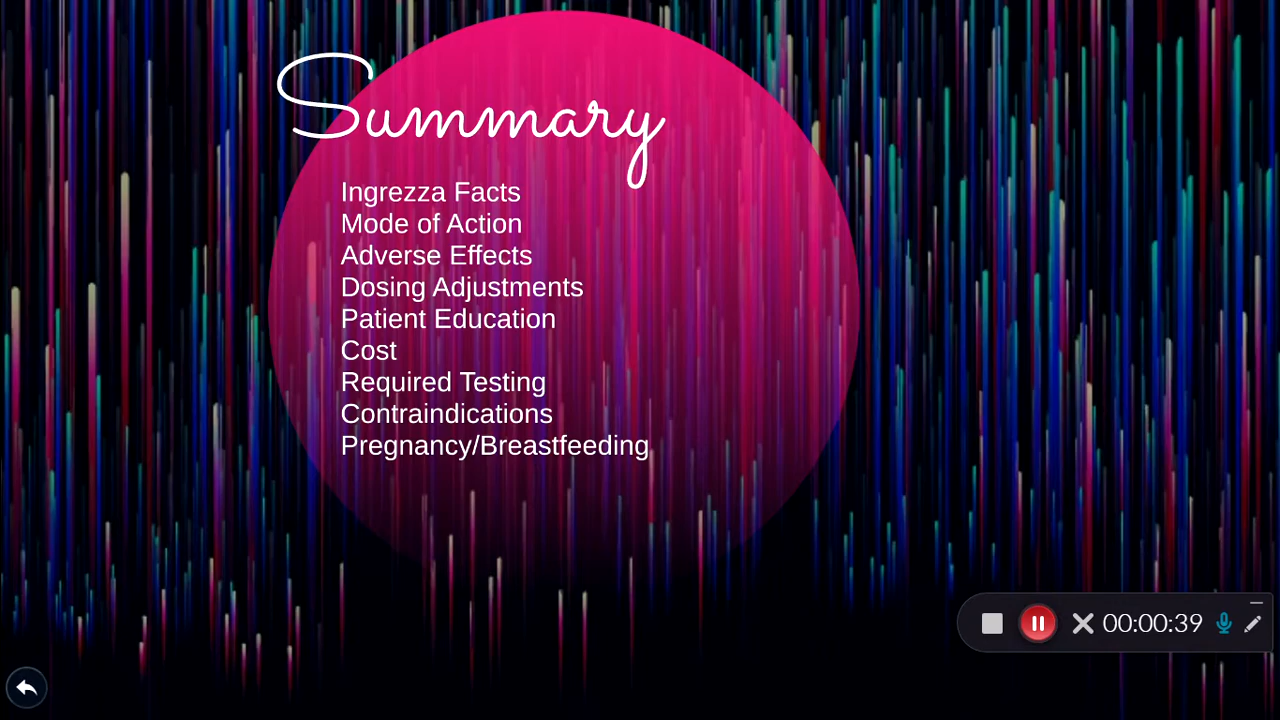 Summary
Ingrezza Facts
Mode of Action
Adverse Effects
Dosing Adjustments
Patient Education
Cost
Required Testing
Contraindications
Pregnancy/Breastfeeding
00:00:39